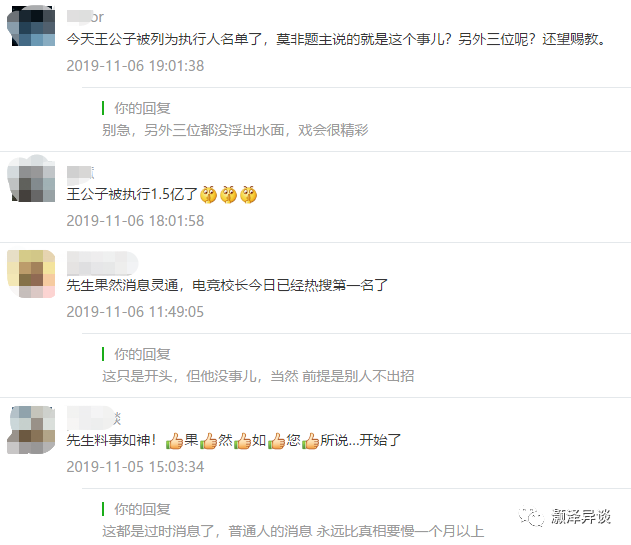 or
今天王公子被列为执行人名单了，莫非题主说的就是这个事儿？另外三位呢？还望赐教。
2019-11-06 19:01:38
你的回复
别急，另外三位都没浮出水面，戏会很精彩
王公子被执行1.5亿了🤫🤫🤫
2019-11-06 18:01:58
先生果然消息灵通，电竞校长今日已经热搜第一名了
2019-11-06 11:49:05
你的回复
这只是开头，但他没事儿，当然 前提是别人不出招
谈
先生料事如神！👍果👍然👍如👍您👍所说...开始了
2019-11-05 15:03:34
你的回复
这都是过时消息了，普通人的消息 永远比真相要慢一个月以上
颢泽异谈